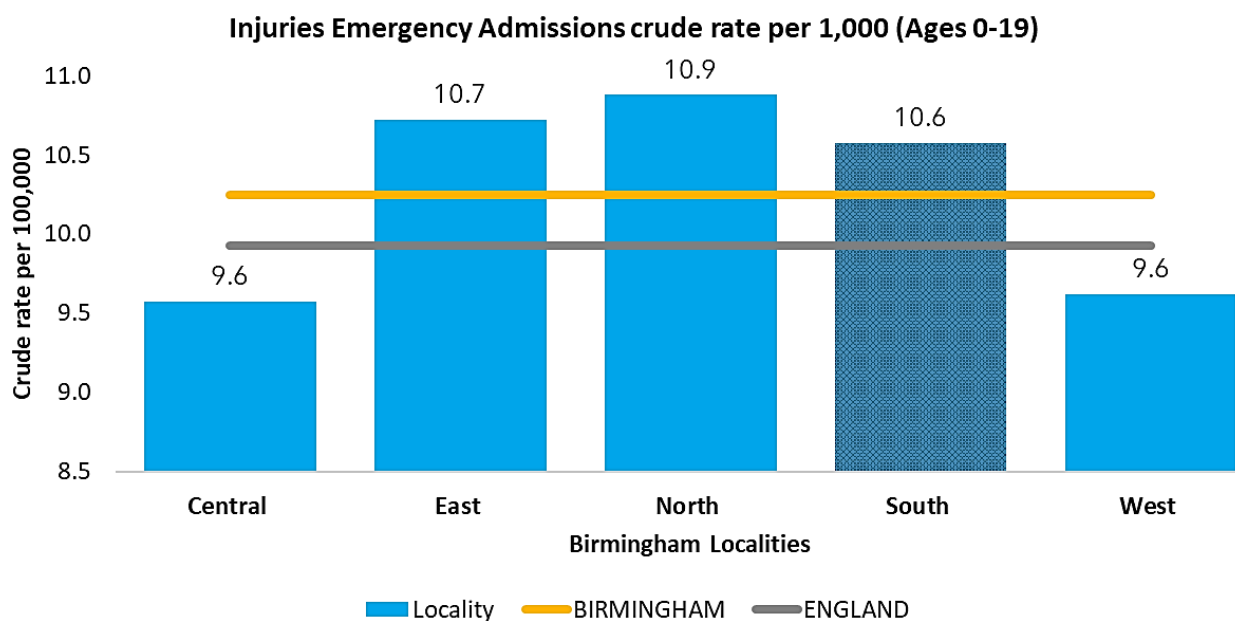 Injuries Emergency Admissions crude rate per 1,000 (Ages 0-19)
Crude rate per 100,000
11.0
10.5
10.0
9.5
9.0
8.5
9.6
10.7
10.9
10.6
9.6
Central East North South West
Birmingham Localities
Locality BIRMINGHAM ENGLAND